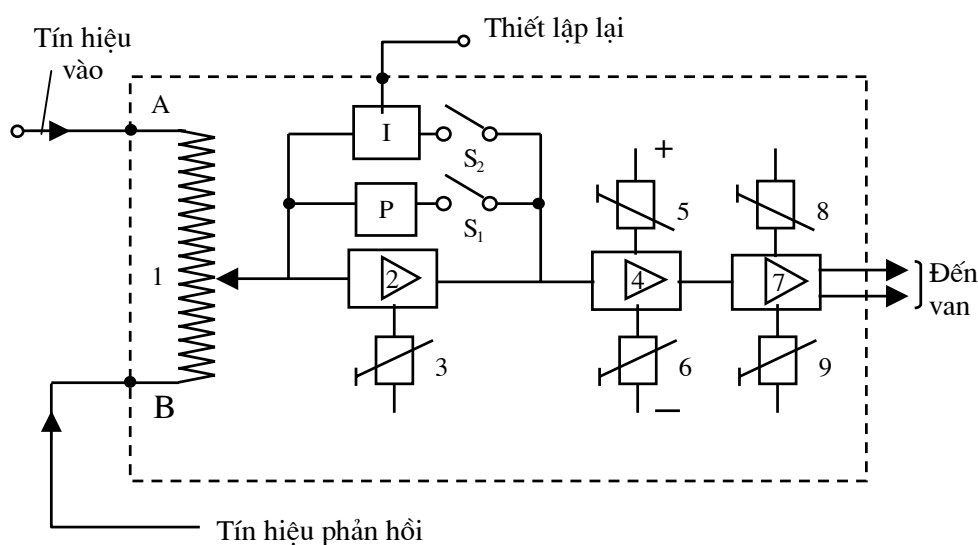 Thiết lập lại
Tín hiệu
vào
A
I
S2
+
P
S1
5
8
1
2
4
7
Đến
van
3
6
9
B
—
Tín hiệu phản hồi